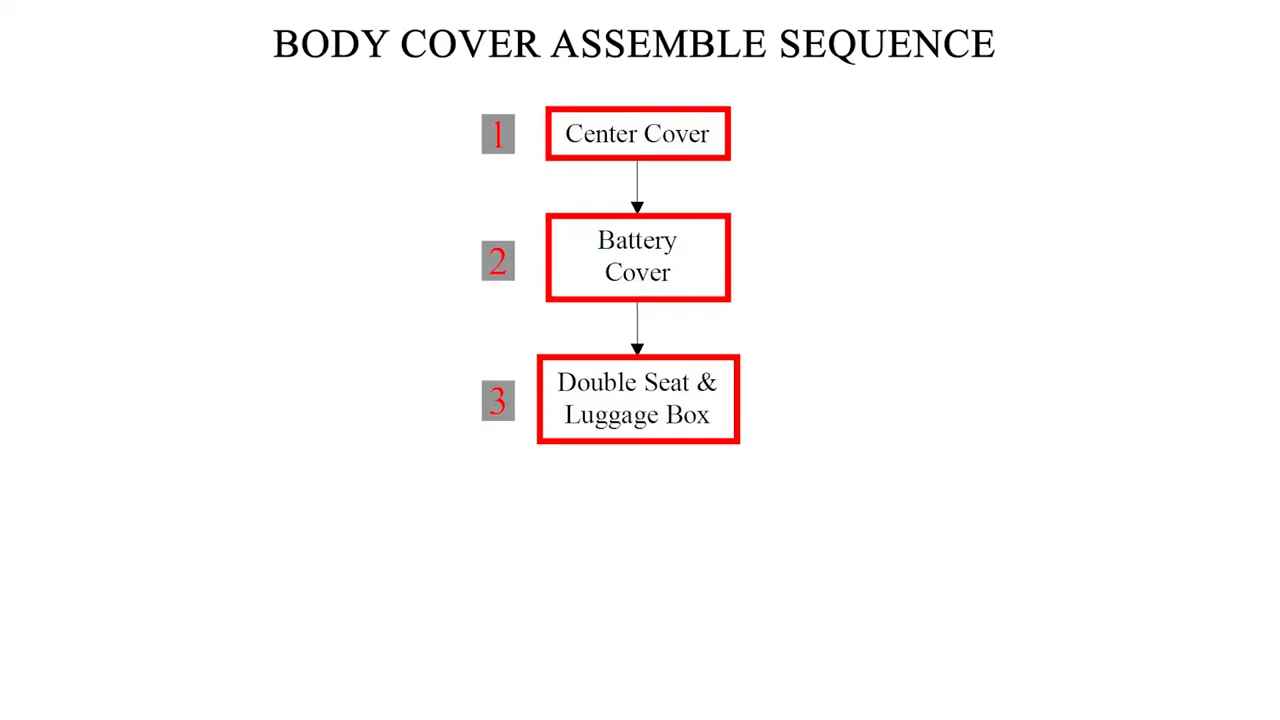 BODY COVER ASSEMBLE SEQUENCE
1
Center Cover
2
Battery
Cover
3
Double Seat &
Luggage Box